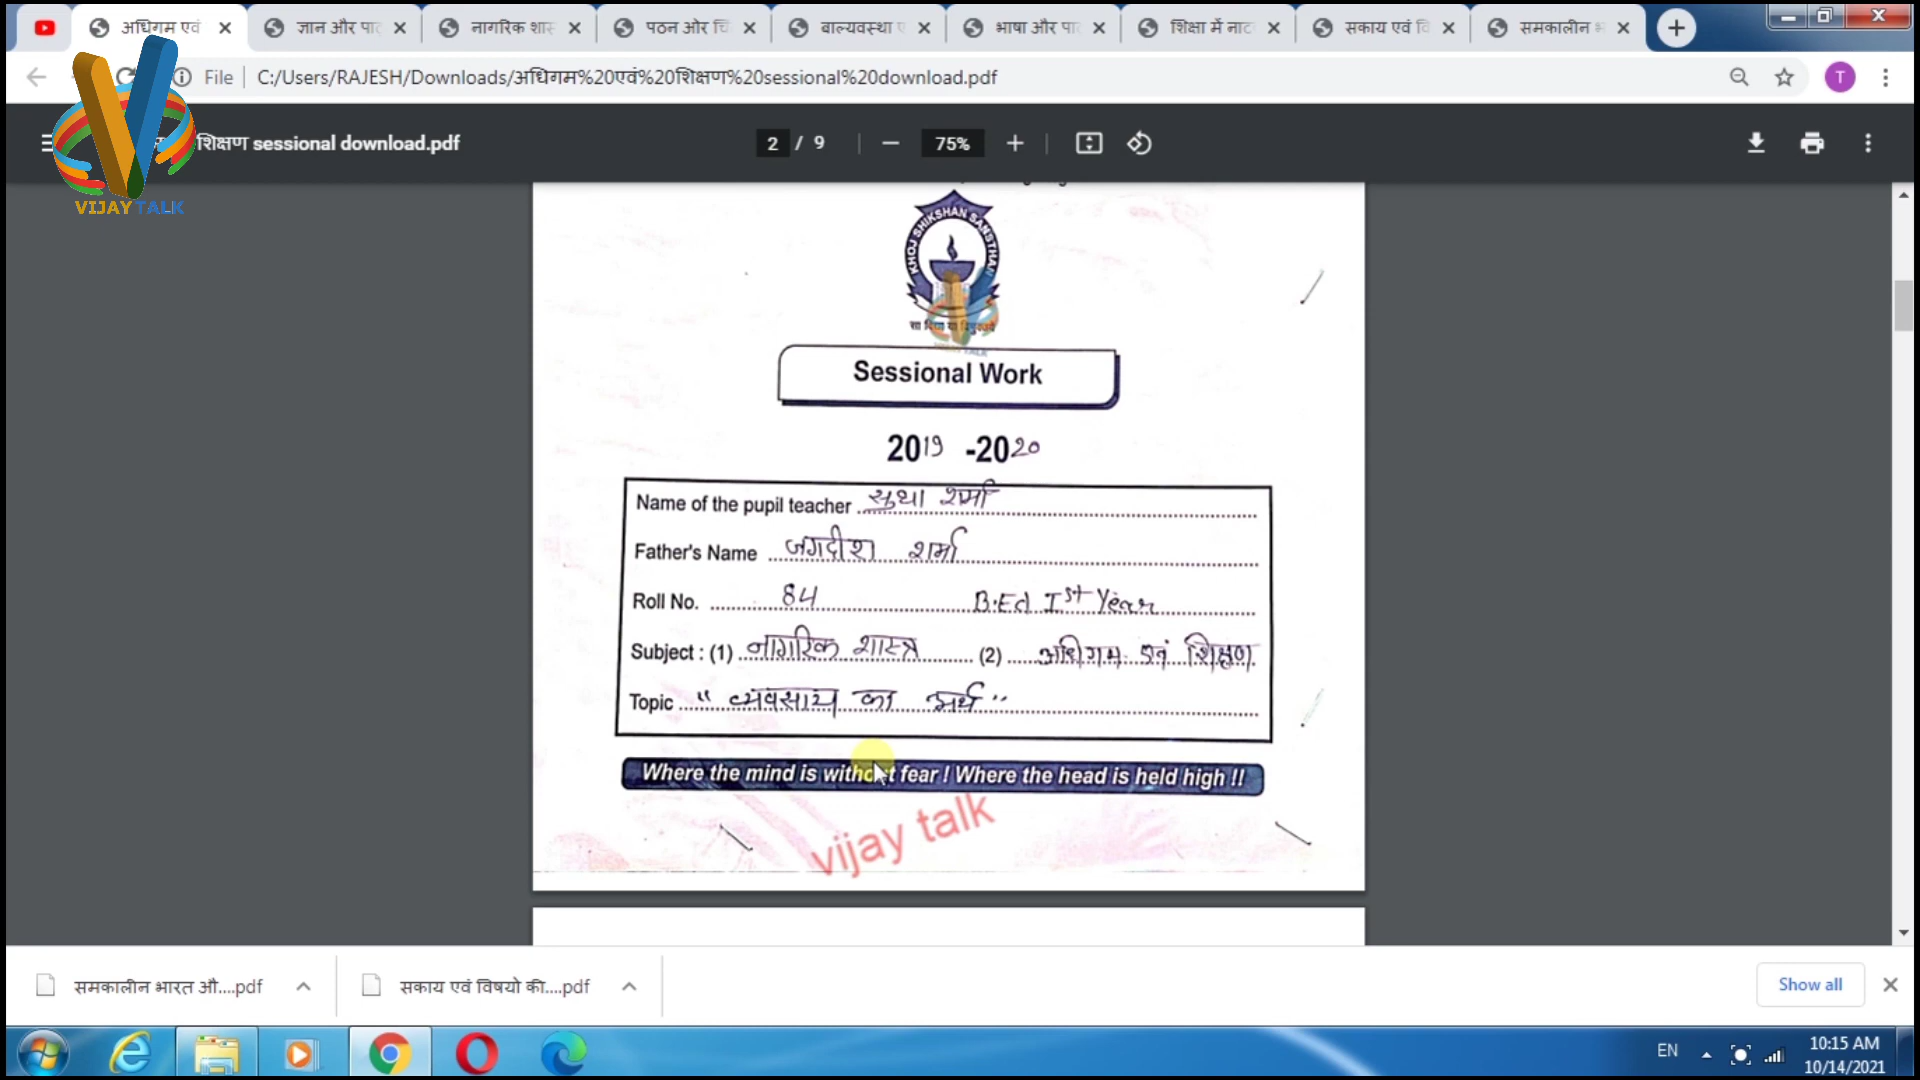 अधिगम एवं
ज्ञान और पाठ
नागरिक शास
पठन ओर चि
बाल्यवस्था ए
भाषा और पा
शिक्षा में नाट
सकाय एवं वि
समकालीन भ
File C:/Users/RAJESH/Downloads/अधिगम%20एवं%20शिक्षण%20sessional%20download.pdf
T
शिक्षण sessional download.pdf
2 / 9
75%
VIJAY TALK
KHOJ SHIKSHAN SANSTHAN
सा विद्या या विमुक्तये
Sessional Work
2019 -2020
Name of the pupil teacher सुधा शर्मा
Father's Name जगदीश शर्मा
Roll No. 84 B.Ed Ist Year
Subject : (1) नागरिक शास्त्र (2) अधिगम एवं शिक्षण
Topic "व्यवसाय का अर्थ"
Where the mind is without fear ! Where the head is held high !!
vijay talk
समकालीन भारत औ....pdf
सकाय एवं विषयो की....pdf
Show all
EN
10:15 AM
10/14/2021